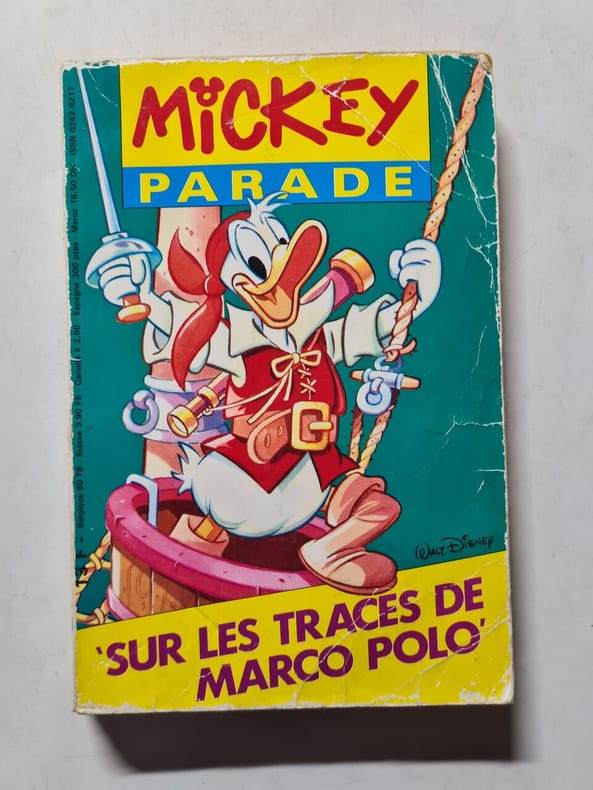 MiCKEY
PARADE
Belgique 90 FB - Suisse 3,90 FS - Canada $ 2.50 - Espagne 300 ptas - Maroc 16,50 DH - ISSN 0242.9217
WALT DISNEY
'SUR LES TRACES DE
MARCO POLO'